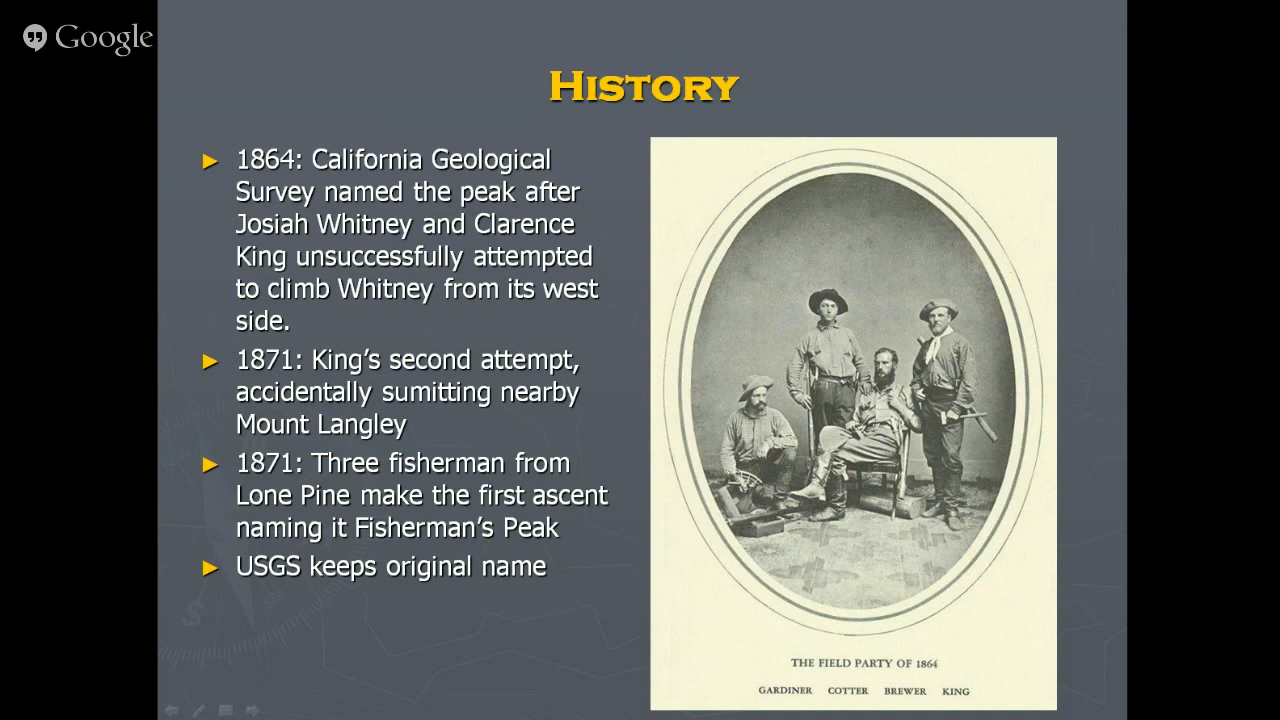 Google
HISTORY
► 1864: California Geological
Survey named the peak after
Josiah Whitney and Clarence
King unsuccessfully attempted
to climb Whitney from its west
side.
► 1871: King's second attempt,
accidentally sumitting nearby
Mount Langley
► 1871: Three fisherman from
Lone Pine make the first ascent
naming it Fisherman's Peak
► USGS keeps original name
S
THE FIELD PARTY OF 1864
GARDINER COTTER BREWER KING